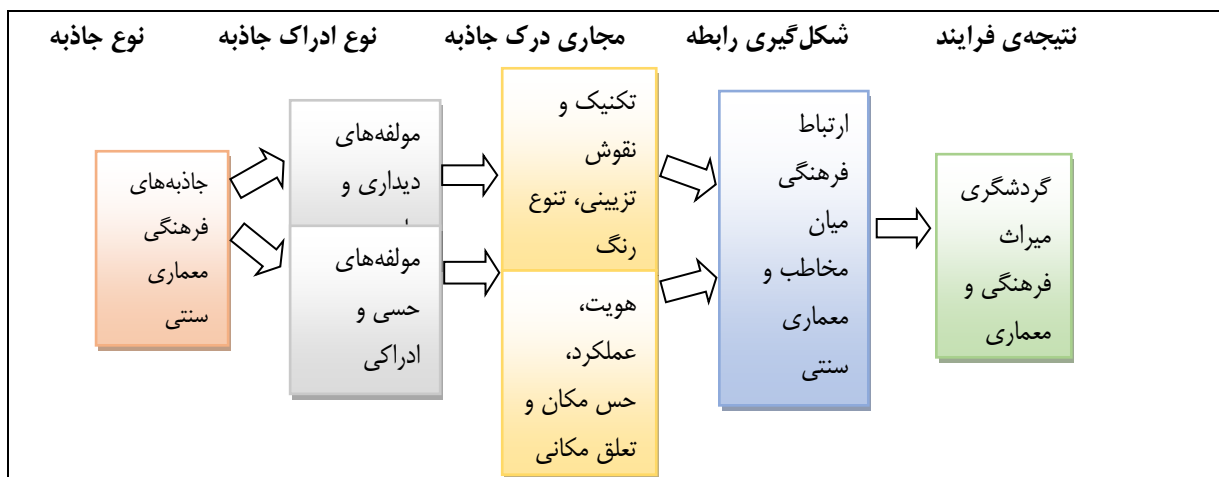 نوع جاذبه
نوع ادراک جاذبه
مجاری درک جاذبه
شکل‌گیری رابطه
نتیجه‌ی فرایند
جاذبه‌های
فرهنگی
معماری
سنتی
مولفه‌های
دیداری و
مولفه‌های
حسی و
ادراکی
تکنیک و
نقوش
تزیینی، تنوع
رنگ
هویت،
عملکرد،
حس مکان و
تعلق مکانی
ارتباط
فرهنگی
میان
مخاطب و
معماری
سنتی
گردشگری
میراث
فرهنگی و
معماری